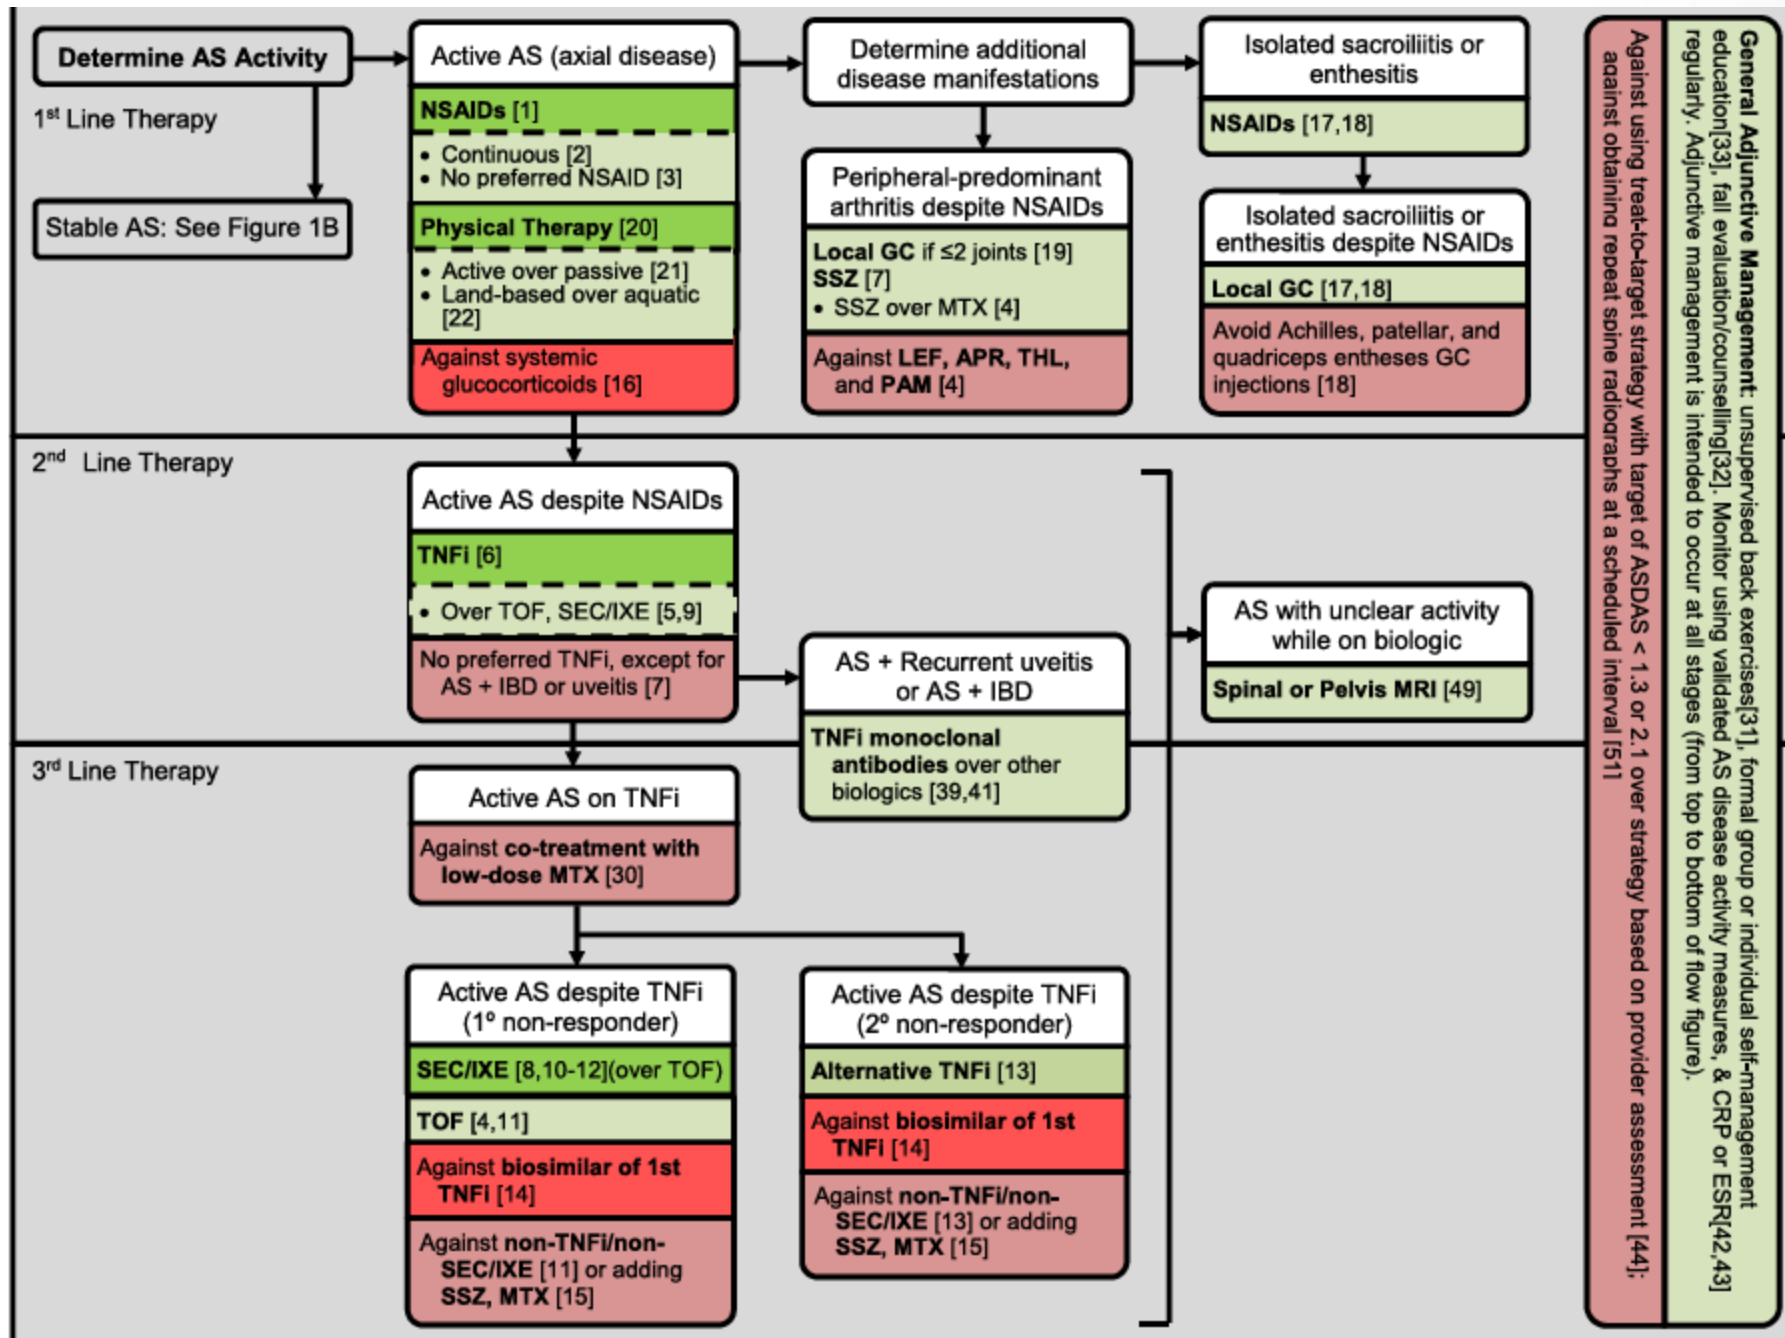 Determine AS Activity
1st Line Therapy
Stable AS: See Figure 1B
Active AS (axial disease)
NSAIDs [1]
• Continuous [2]
• No preferred NSAID [3]
Physical Therapy [20]
• Active over passive [21]
• Land-based over aquatic
[22]
Against systemic
glucocorticoids [16]
Determine additional
disease manifestations
Peripheral-predominant
arthritis despite NSAIDs
Local GC if ≤2 joints [19]
SSZ [7]
• SSZ over MTX [4]
Against LEF, APR, THL,
and PAM [4]
Isolated sacroiliitis or
enthesitis
NSAIDs [17,18]
Isolated sacroiliitis or
enthesitis despite NSAIDs
Local GC [17,18]
Avoid Achilles, patellar, and
quadriceps entheses GC
injections [18]
2nd Line Therapy
Active AS despite NSAIDs
TNFi [6]
• Over TOF, SEC/IXE [5,9]
No preferred TNFi, except for
AS + IBD or uveitis [7]
AS + Recurrent uveitis
or AS + IBD
TNFi monoclonal
antibodies over other
biologics [39,41]
AS with unclear activity
while on biologic
Spinal or Pelvis MRI [49]
3rd Line Therapy
Active AS on TNFi
Against co-treatment with
low-dose MTX [30]
Active AS despite TNFi
(1º non-responder)
SEC/IXE [8,10-12](over TOF)
TOF [4,11]
Against biosimilar of 1st
TNFi [14]
Against non-TNFi/non-
SEC/IXE [11] or adding
SSZ, MTX [15]
Active AS despite TNFi
(2º non-responder)
Alternative TNFi [13]
Against biosimilar of 1st
TNFi [14]
Against non-TNFi/non-
SEC/IXE [13] or adding
SSZ, MTX [15]
General Adjunctive Management: unsupervised back exercises[31], formal group or individual self-management
education[33], fall evaluation/counselling[32]. Monitor using validated AS disease activity measures, & CRP or ESR[42,43]
regularly. Adjunctive management is intended to occur at all stages (from top to bottom of flow figure).
Against using treat-to-target strategy with target of ASDAS < 1.3 or 2.1 over strategy based on provider assessment [44];
against obtaining repeat spine radiographs at a scheduled interval [51]